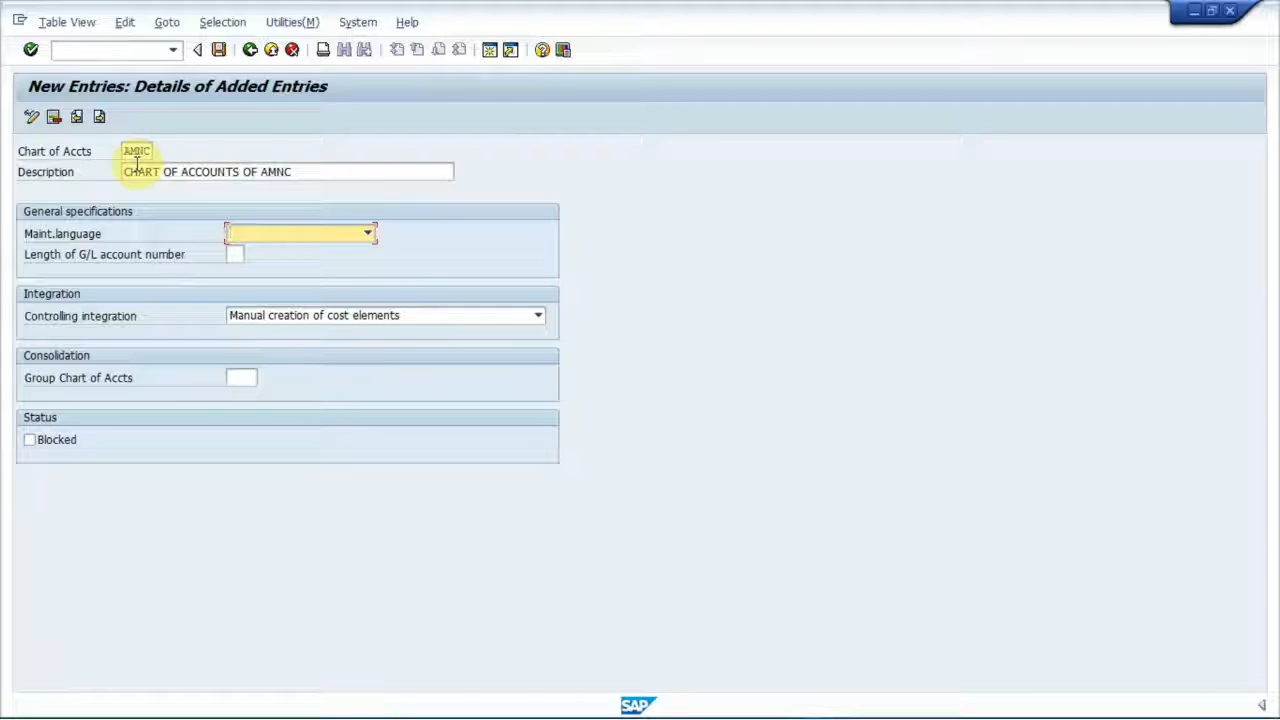 Table View Edit Goto Selection Utilities(M) System Help
New Entries: Details of Added Entries
Chart of Accts AMNC
Description CHART OF ACCOUNTS OF AMNC
General specifications
Maint.language
Length of G/L account number
Integration
Controlling integration Manual creation of cost elements
Consolidation
Group Chart of Accts
Status
Blocked
SAP